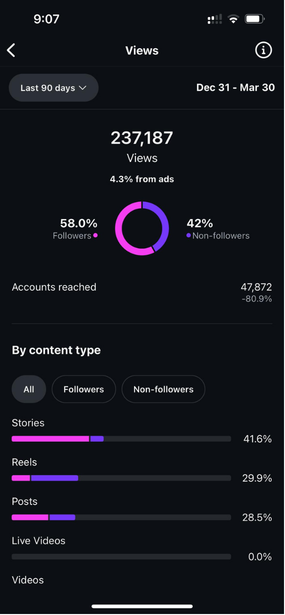 9:07
Views
Last 90 days
Dec 31 - Mar 30
237,187
Views
4.3% from ads
58.0%
Followers
42%
Non-followers
Accounts reached
47,872
-80.9%
By content type
All Followers Non-followers
Stories
41.6%
Reels
29.9%
Posts
28.5%
Live Videos
0.0%
Videos